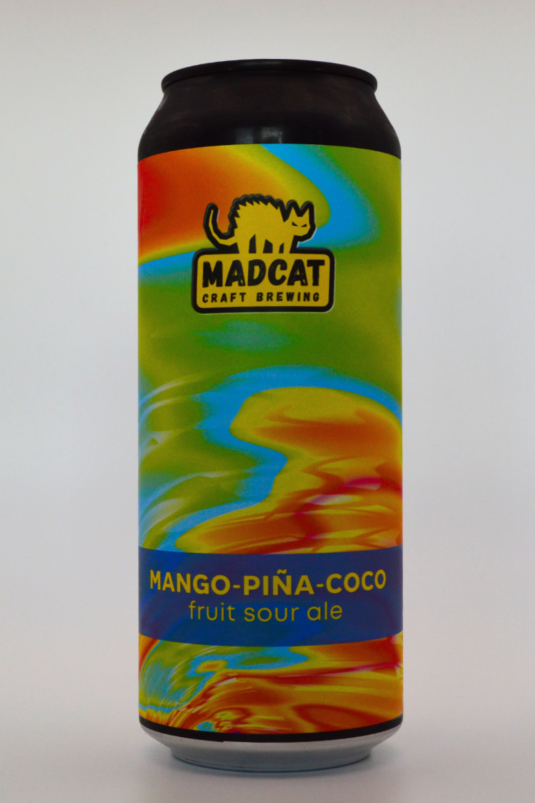 MADCAT
CRAFT BREWING
MANGO-PIÑA-COCO
fruit sour ale